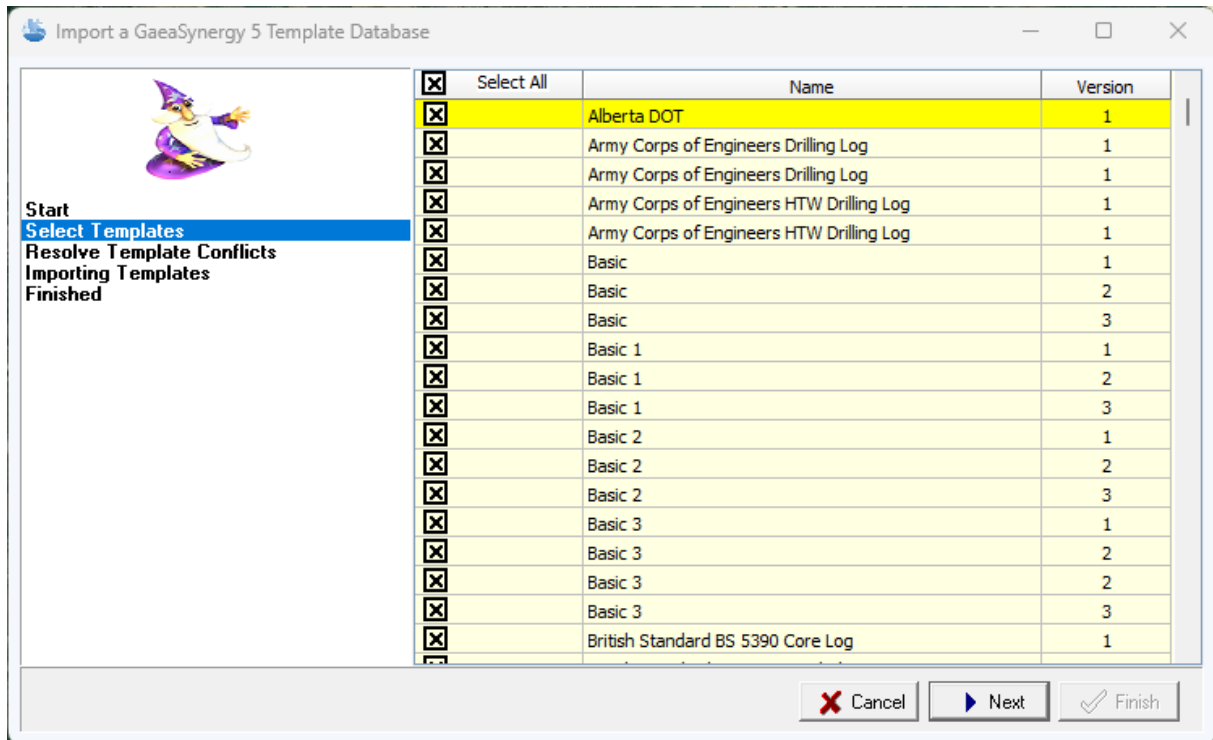 Import a GaeaSynergy 5 Template Database
Start
Select Templates
Resolve Template Conflicts
Importing Templates
Finished
Select All Name Version
Alberta DOT 1
Army Corps of Engineers Drilling Log 1
Army Corps of Engineers Drilling Log 1
Army Corps of Engineers HTW Drilling Log 1
Army Corps of Engineers HTW Drilling Log 1
Basic 1
Basic 2
Basic 3
Basic 1 1
Basic 1 2
Basic 1 3
Basic 2 1
Basic 2 2
Basic 2 3
Basic 3 1
Basic 3 2
Basic 3 2
Basic 3 3
British Standard BS 5390 Core Log 1
Cancel Next Finish